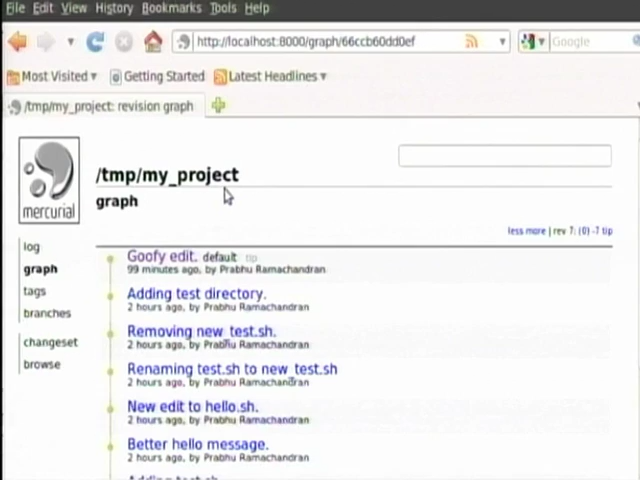 File Edit View History Bookmarks Tools Help
http://localhost:8000/graph/66ccb60dd0ef
Google
Most Visited Getting Started Latest Headlines
/tmp/my_project: revision graph
mercurial
/tmp/my_project
graph
less more | rev 7: (0) -7 tip
log
graph
tags
branches
changeset
browse
Goofy edit. default tip
99 minutes ago, by Prabhu Ramachandran
Adding test directory.
2 hours ago, by Prabhu Ramachandran
Removing new_test.sh.
2 hours ago, by Prabhu Ramachandran
Renaming test.sh to new_test.sh
2 hours ago, by Prabhu Ramachandran
New edit to hello.sh.
2 hours ago, by Prabhu Ramachandran
Better hello message.
2 hours ago, by Prabhu Ramachandran